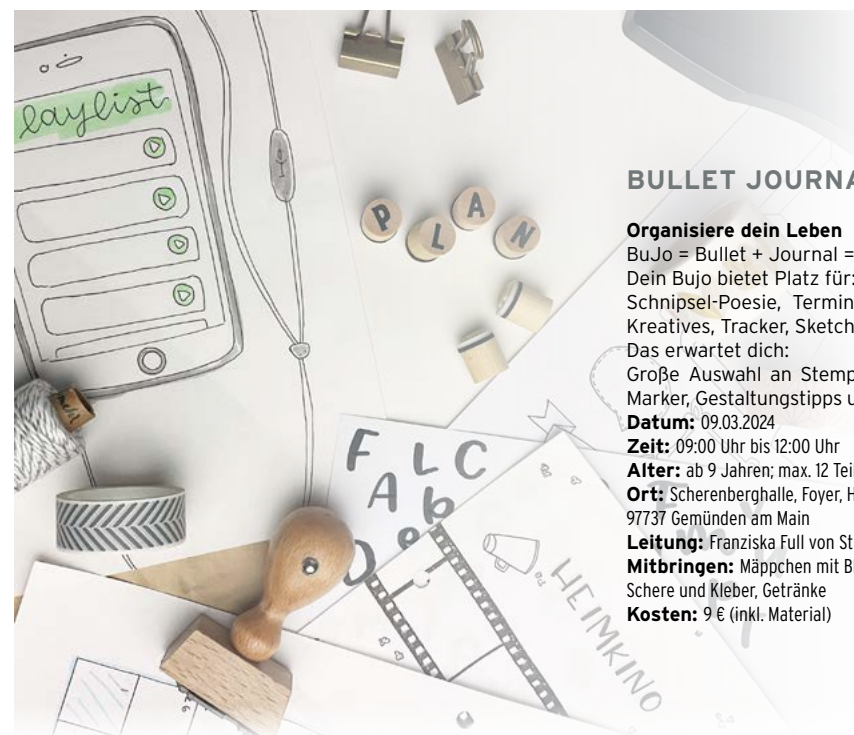 laylist
P L A N
F L C
A b
HEIMKINO
BULLET JOURNA
Organisiere dein Leben
BuJo = Bullet + Journal =
Dein Bujo bietet Platz für:
Schnipsel-Poesie, Termin
Kreatives, Tracker, Sketch
Das erwartet dich:
Große Auswahl an Stemp
Marker, Gestaltungstipps u
Datum: 09.03.2024
Zeit: 09:00 Uhr bis 12:00 Uhr
Alter: ab 9 Jahren; max. 12 Tei
Ort: Scherenberghalle, Foyer, H
97737 Gemünden am Main
Leitung: Franziska Full von St
Mitbringen: Mäppchen mit B
Schere und Kleber, Getränke
Kosten: 9 € (inkl. Material)